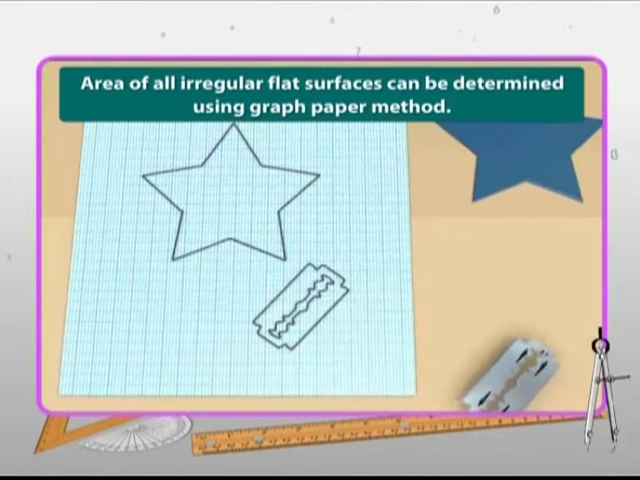 Area of all irregular flat surfaces can be determined
using graph paper method.